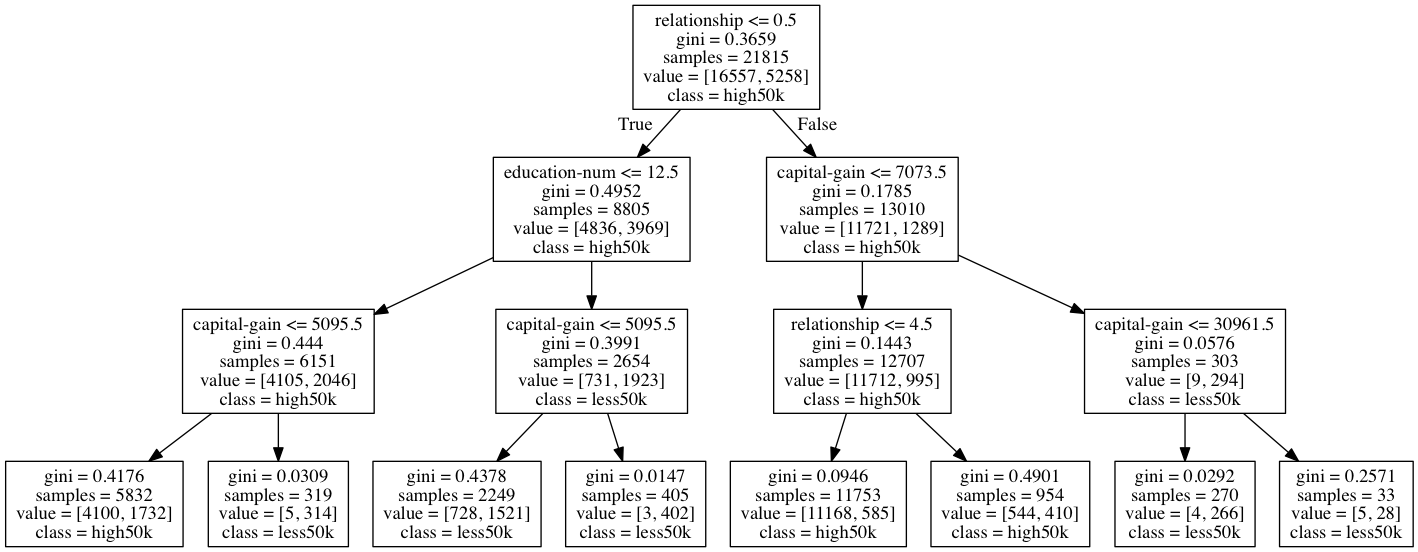 relationship <= 0.5
gini = 0.3659
samples = 21815
value = [16557, 5258]
class = high50k
True
False
education-num <= 12.5
gini = 0.4952
samples = 8805
value = [4836, 3969]
class = high50k
capital-gain <= 7073.5
gini = 0.1785
samples = 13010
value = [11721, 1289]
class = high50k
capital-gain <= 5095.5
gini = 0.444
samples = 6151
value = [4105, 2046]
class = high50k
capital-gain <= 5095.5
gini = 0.3991
samples = 2654
value = [731, 1923]
class = less50k
relationship <= 4.5
gini = 0.1443
samples = 12707
value = [11712, 995]
class = high50k
capital-gain <= 30961.5
gini = 0.0576
samples = 303
value = [9, 294]
class = less50k
gini = 0.4176
samples = 5832
value = [4100, 1732]
class = high50k
gini = 0.0309
samples = 319
value = [5, 314]
class = less50k
gini = 0.4378
samples = 2249
value = [728, 1521]
class = less50k
gini = 0.0147
samples = 405
value = [3, 402]
class = less50k
gini = 0.0946
samples = 11753
value = [11168, 585]
class = high50k
gini = 0.4901
samples = 954
value = [544, 410]
class = high50k
gini = 0.0292
samples = 270
value = [4, 266]
class = less50k
gini = 0.2571
samples = 33
value = [5, 28]
class = less50k